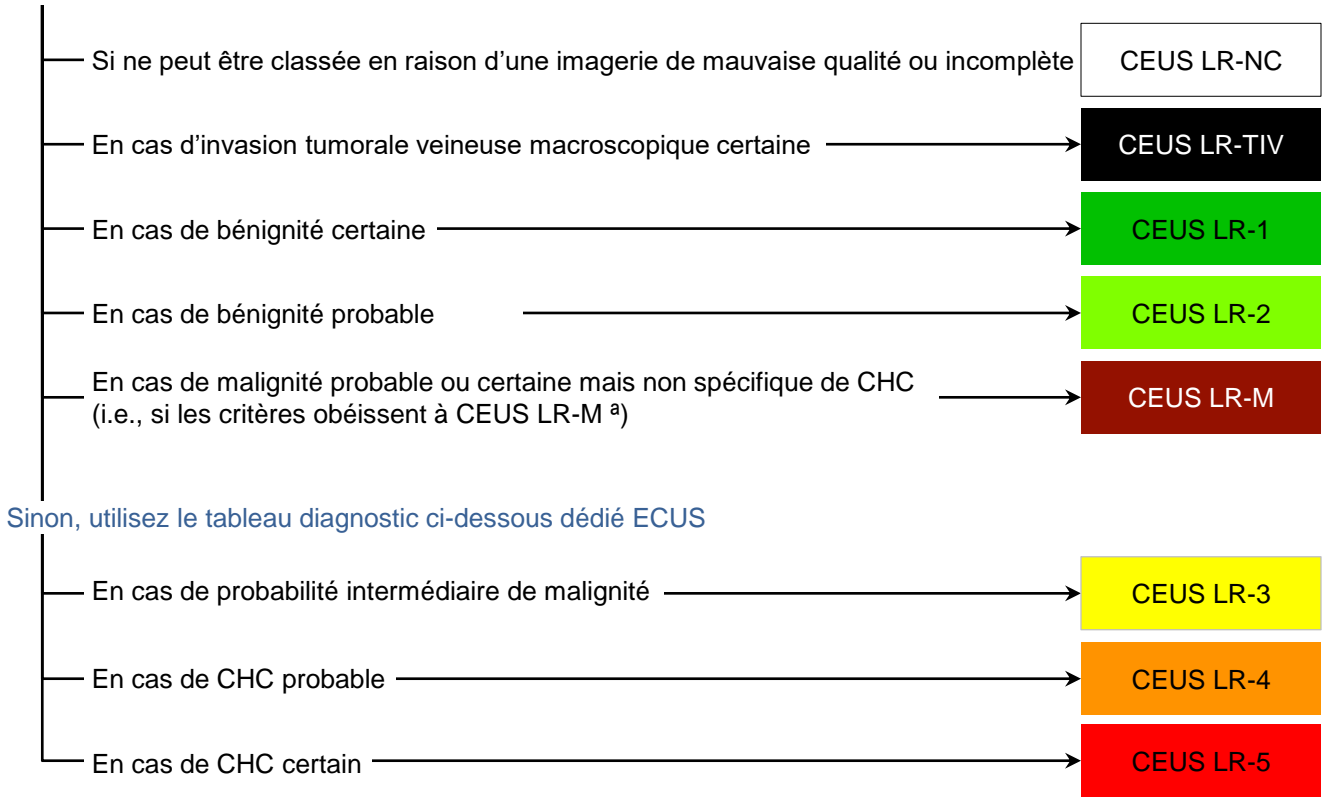 Si ne peut être classée en raison d’une imagerie de mauvaise qualité ou incomplète CEUS LR-NC
En cas d’invasion tumorale veineuse macroscopique certaine CEUS LR-TIV
En cas de bénignité certaine CEUS LR-1
En cas de bénignité probable CEUS LR-2
En cas de malignité probable ou certaine mais non spécifique de CHC
(i.e., si les critères obéissent à CEUS LR-M ª) CEUS LR-M
Sinon, utilisez le tableau diagnostic ci-dessous dédié ECUS
En cas de probabilité intermédiaire de malignité CEUS LR-3
En cas de CHC probable CEUS LR-4
En cas de CHC certain CEUS LR-5